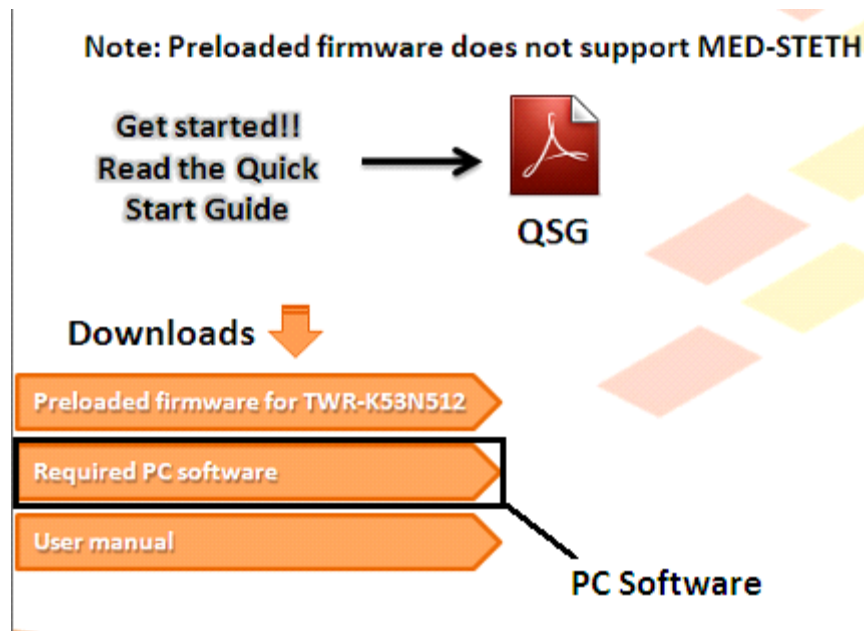 Note: Preloaded firmware does not support MED-STETH
Get started!!
Read the Quick
Start Guide
QSG
Downloads
Preloaded firmware for TWR-K53N512
Required PC software
User manual
PC Software